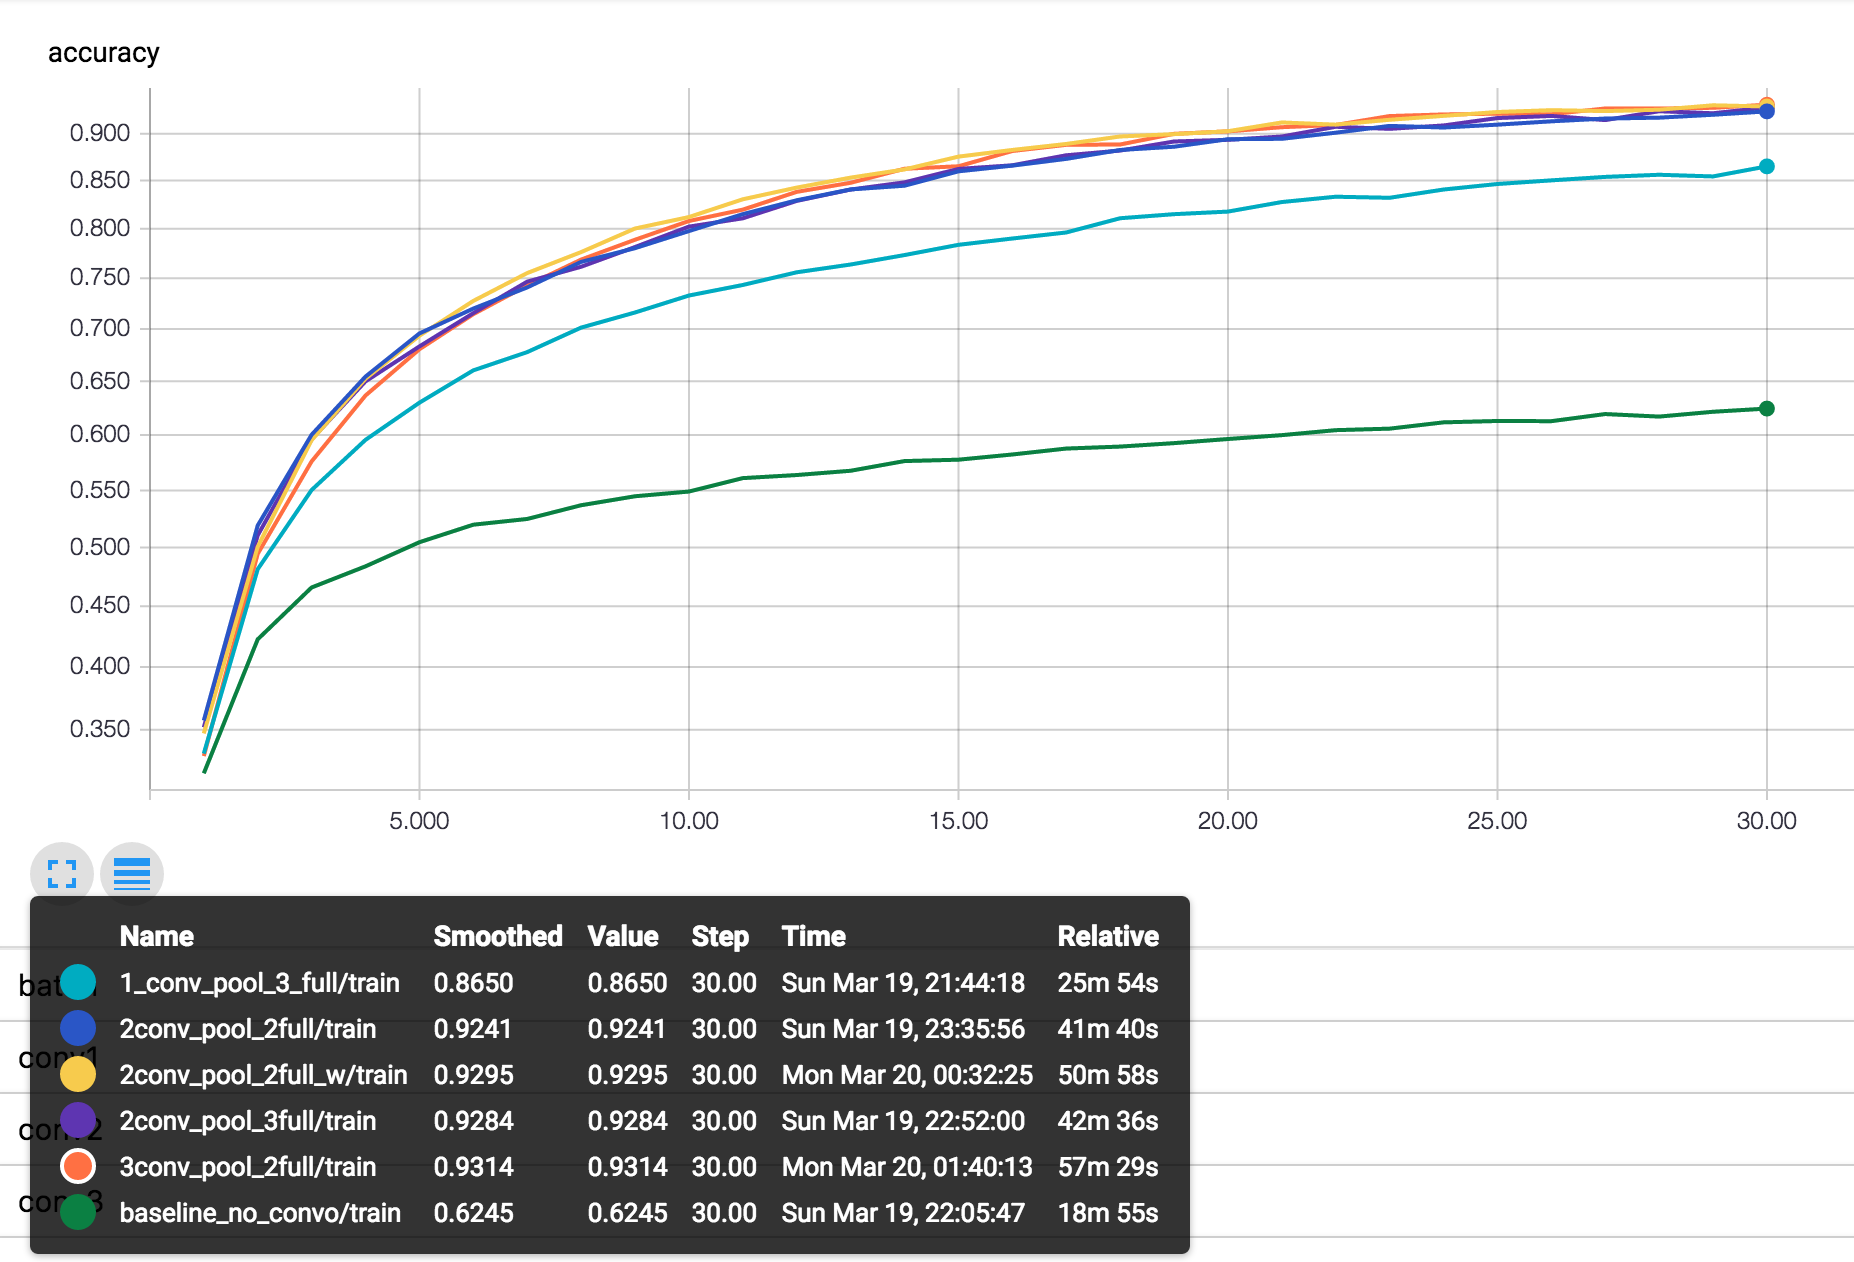 accuracy
0.900
0.850
0.800
0.750
0.700
0.650
0.600
0.550
0.500
0.450
0.400
0.350
5.000 10.00 15.00 20.00 25.00 30.00
Name Smoothed Value Step Time Relative
1_conv_pool_3_full/train 0.8650 0.8650 30.00 Sun Mar 19, 21:44:18 25m 54s
2conv_pool_2full/train 0.9241 0.9241 30.00 Sun Mar 19, 23:35:56 41m 40s
conv1
2conv_pool_2full_w/train 0.9295 0.9295 30.00 Mon Mar 20, 00:32:25 50m 58s
2conv_pool_3full/train 0.9284 0.9284 30.00 Sun Mar 19, 22:52:00 42m 36s
conv2
3conv_pool_2full/train 0.9314 0.9314 30.00 Mon Mar 20, 01:40:13 57m 29s
conv3
baseline_no_convo/train 0.6245 0.6245 30.00 Sun Mar 19, 22:05:47 18m 55s